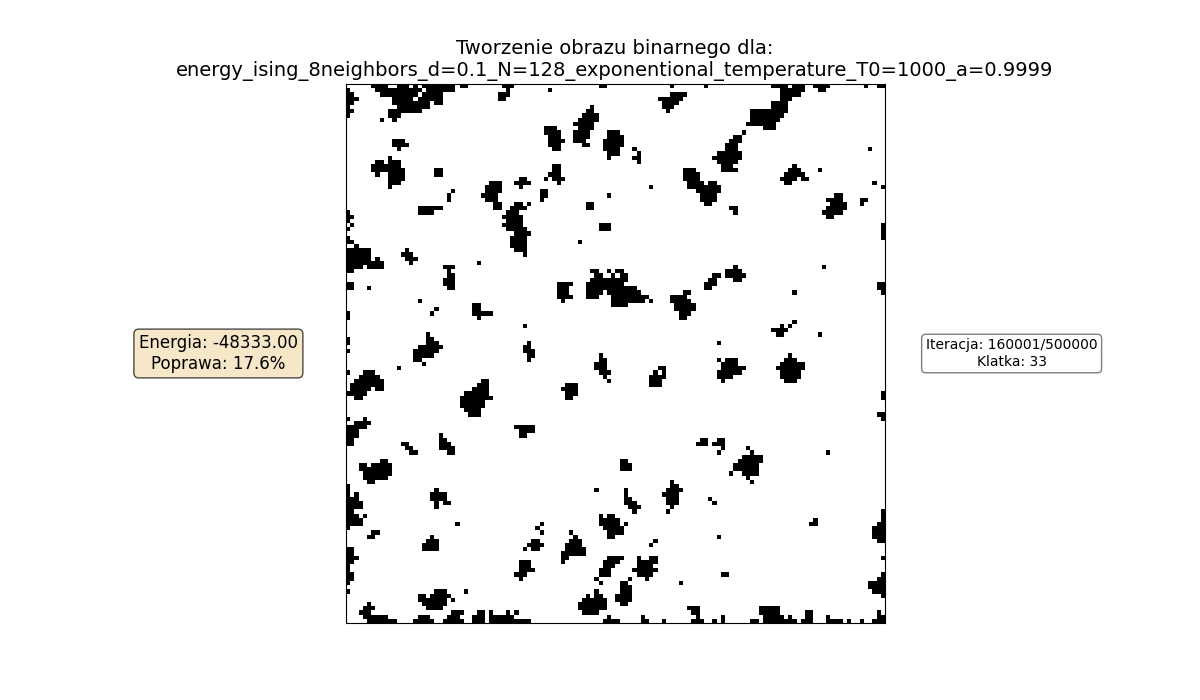 Tworzenie obrazu binarnego dla:
energy_ising_8neighbors_d=0.1_N=128_exponentional_temperature_T0=1000_a=0.9999
Energia: -48333.00
Poprawa: 17.6%
Iteracja: 160001/500000
Klatka: 33